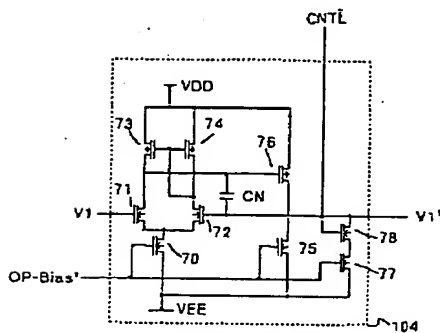 CNTL̅
VDD
73
74
76
71
CN
V1
V1'
72
78
70
75
77
OP-Bias'
VEE
104